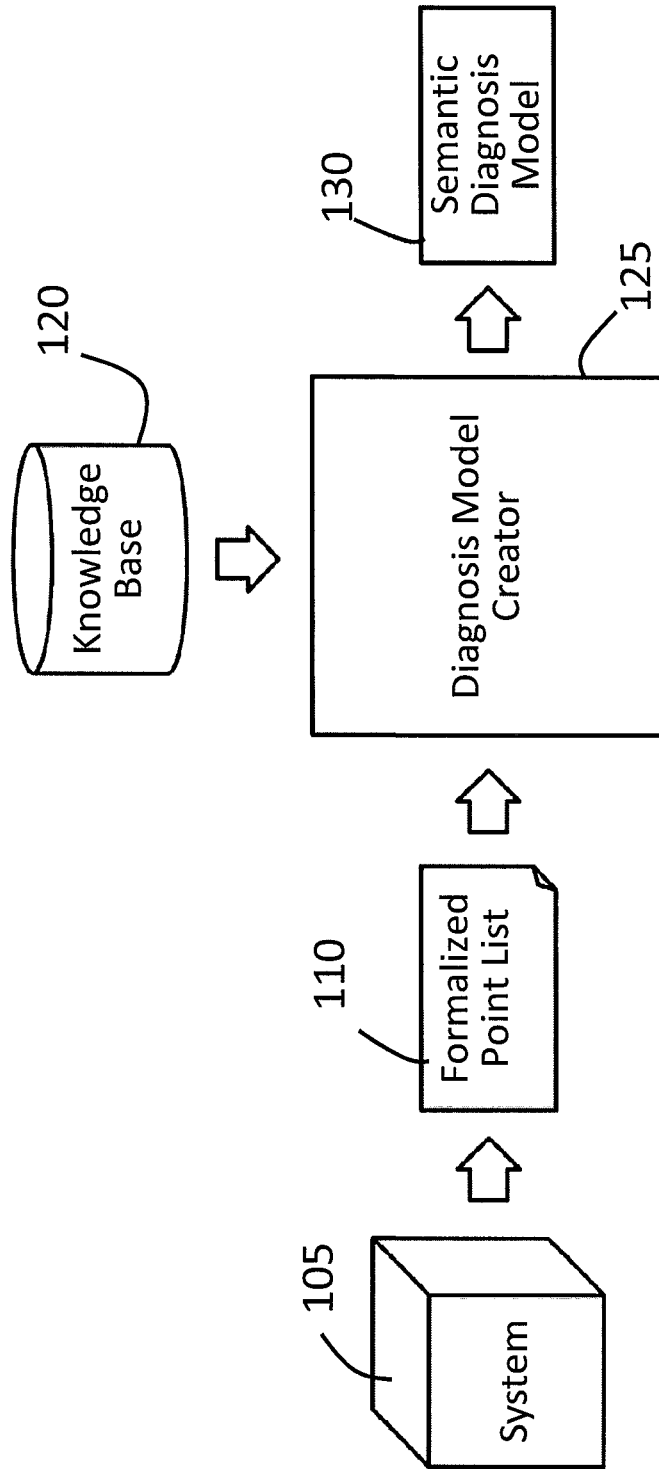 120
Knowledge
Base
105
System
110
Formalized
Point List
Diagnosis Model
Creator
125
130
Semantic
Diagnosis
Model